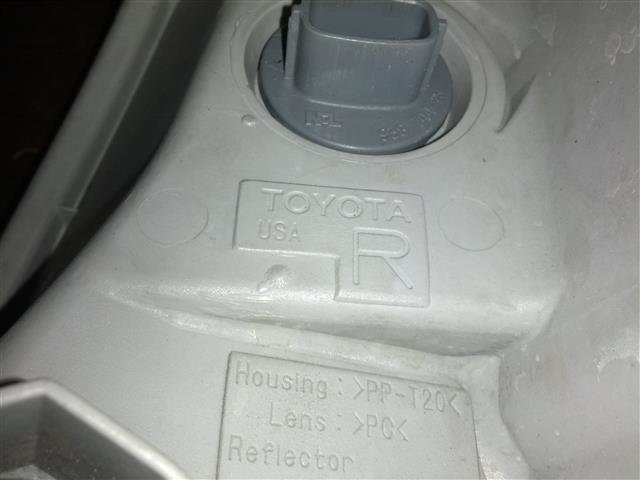 TOYOTA
USA
R
Housing : >PP-T20<
Lens : >PC<
Reflector